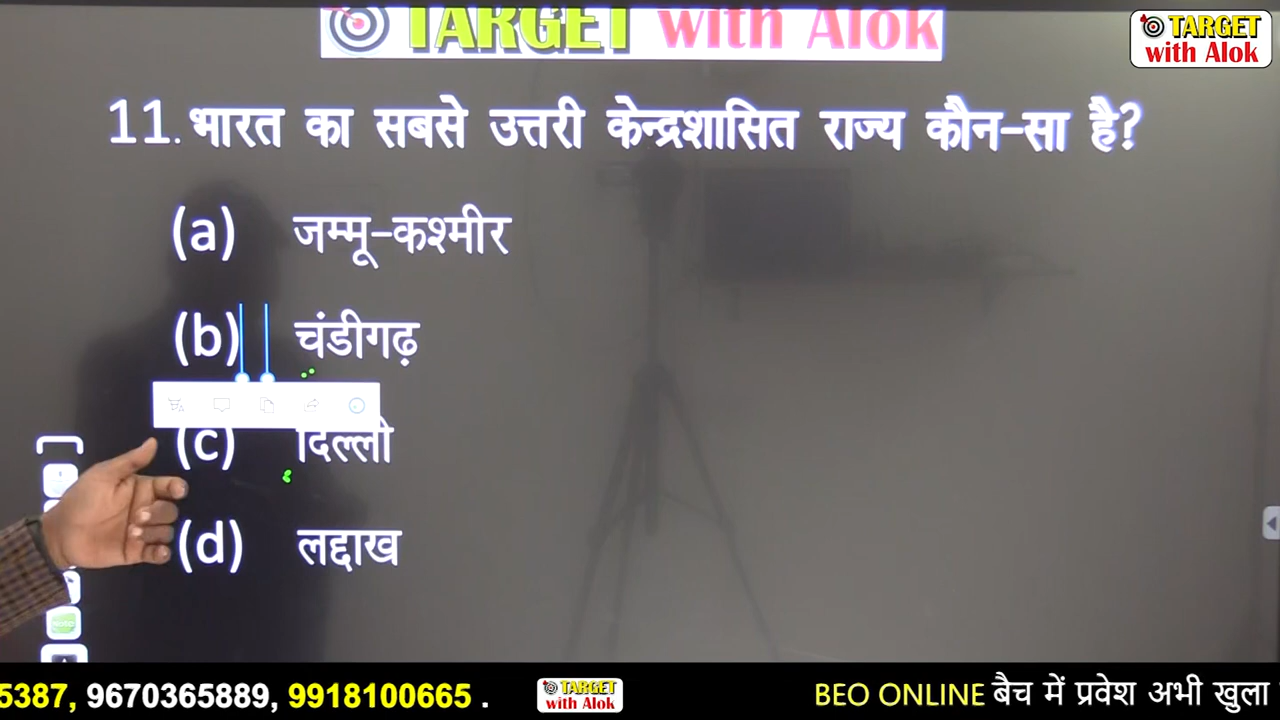 TARGET with Alok
TARGET
with Alok
11. भारत का सबसे उत्तरी केन्द्रशासित राज्य कौन-सा है?
(a) जम्मू-कश्मीर
(b) चंडीगढ़
(c) दिल्ली
(d) लद्दाख
5387, 9670365889, 9918100665 .
TARGET
with Alok
BEO ONLINE बैच में प्रवेश अभी खुला